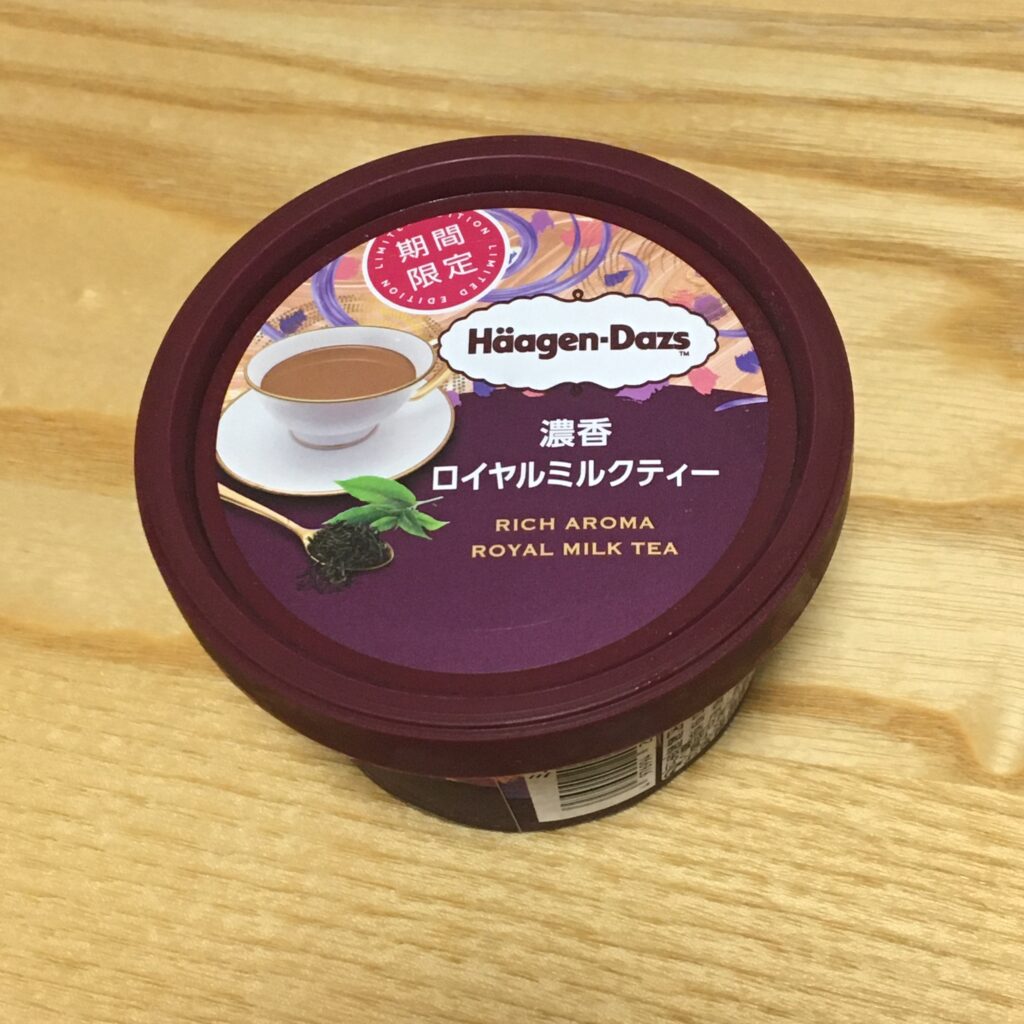 LIMITED EDITION LIMITED EDITION
期間
限定
Häagen-Dazs
™
濃香
ロイヤルミルクティー
RICH AROMA
ROYAL MILK TEA